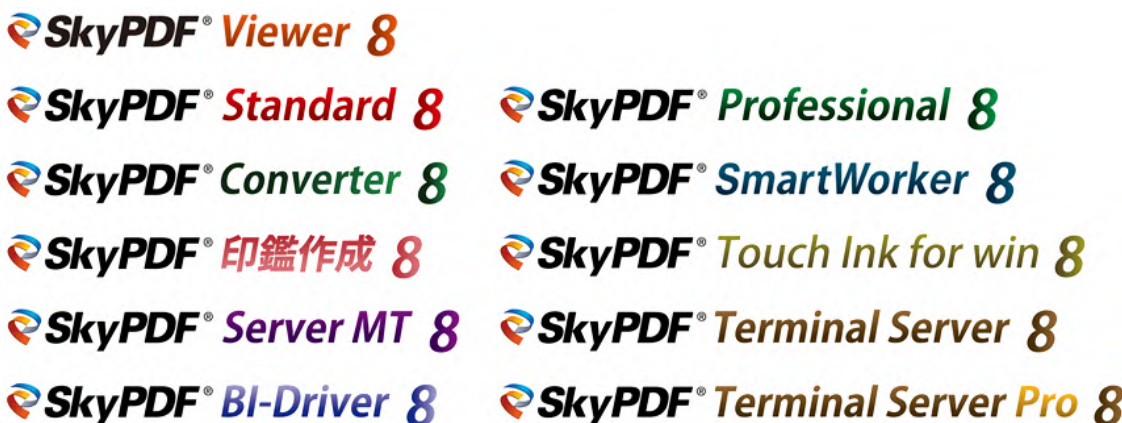 SkyPDF® Viewer 8
SkyPDF® Standard 8 SkyPDF® Professional 8
SkyPDF® Converter 8 SkyPDF® SmartWorker 8
SkyPDF® 印鑑作成 8 SkyPDF® Touch Ink for win 8
SkyPDF® Server MT 8 SkyPDF® Terminal Server 8
SkyPDF® BI-Driver 8 SkyPDF® Terminal Server Pro 8